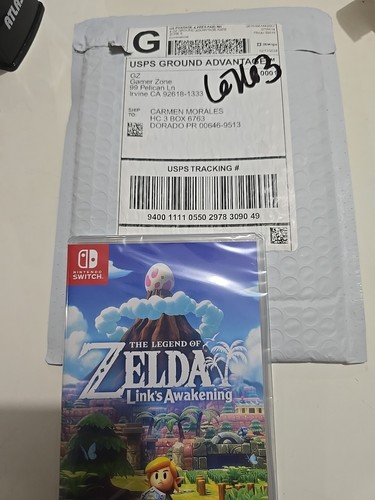 ATLA
G
USPS GROUND ADVANTAGE
0001
GZ
Gamer Zone
99 Pelican Ln
Irvine CA 92618-1333
SHIP
TO:
CARMEN MORALES
HC 3 BOX 6763
DORADO PR 00646-9513
USPS TRACKING #
9400 1111 0550 2978 3090 49
NINTENDO
SWITCH
THE LEGEND OF
ZELDA
Link's Awakening